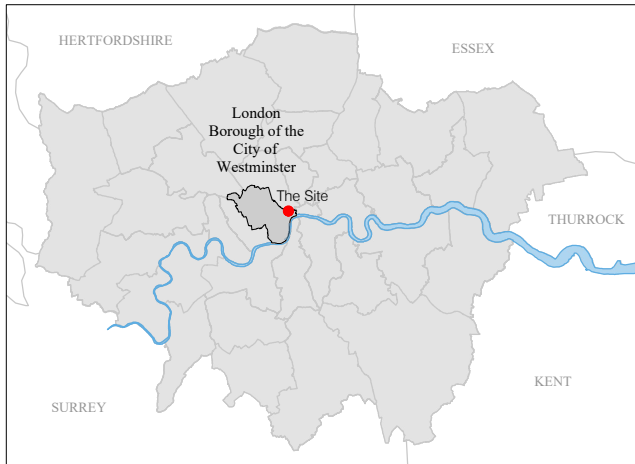 HERTFORDSHIRE
ESSEX
London
Borough of the
City of
Westminster
The Site
THURROCK
KENT
SURREY